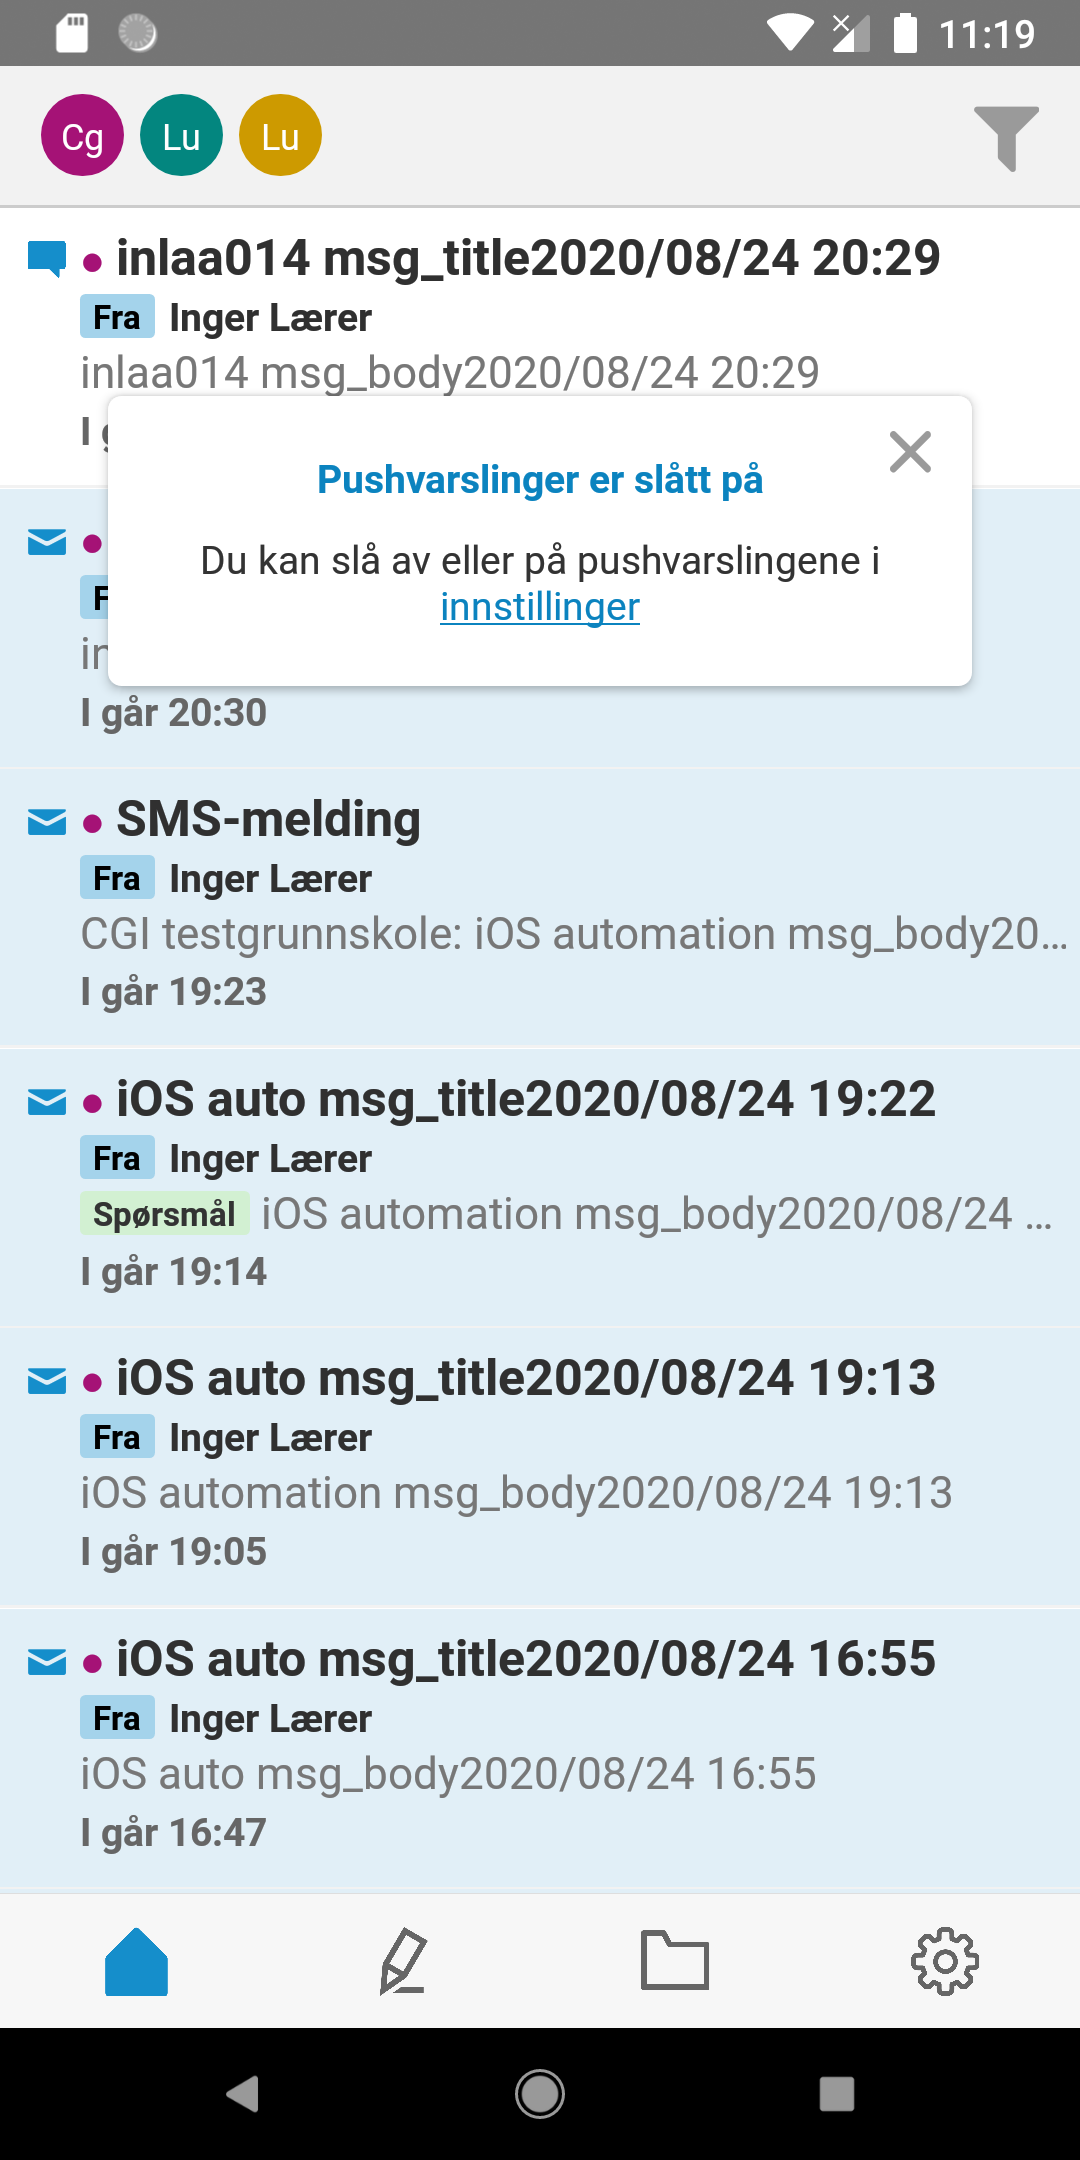 11:19
Cg Lu Lu
inlaa014 msg_title2020/08/24 20:29
Fra Inger Lærer
inlaa014 msg_body2020/08/24 20:29
I
Pushvarslinger er slått på
Du kan slå av eller på pushvarslingene i
innstillinger
I går 20:30
SMS-melding
Fra Inger Lærer
CGI testgrunnskole: iOS automation msg_body20...
I går 19:23
iOS auto msg_title2020/08/24 19:22
Fra Inger Lærer
Spørsmål iOS automation msg_body2020/08/24 ...
I går 19:14
iOS auto msg_title2020/08/24 19:13
Fra Inger Lærer
iOS automation msg_body2020/08/24 19:13
I går 19:05
iOS auto msg_title2020/08/24 16:55
Fra Inger Lærer
iOS auto msg_body2020/08/24 16:55
I går 16:47